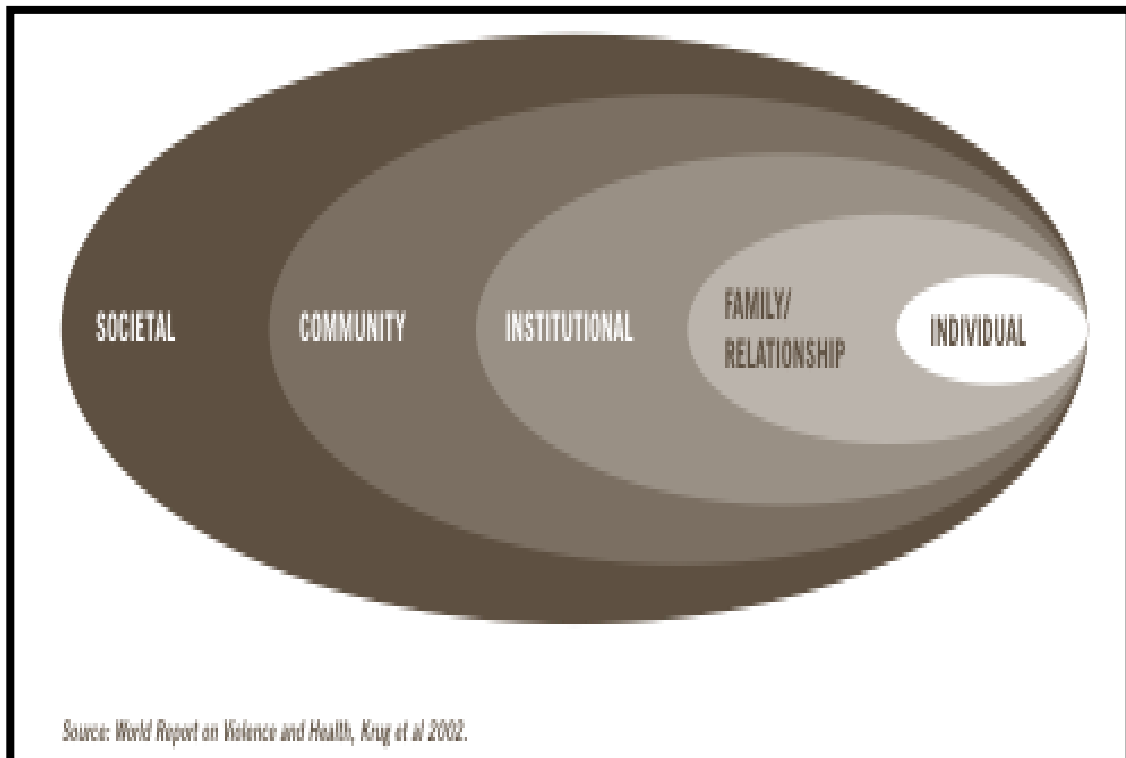 SOCIETAL
COMMUNITY
INSTITUTIONAL
FAMILY/
RELATIONSHIP
INDIVIDUAL
Source: World Report on Violence and Health, Krug et al 2002.